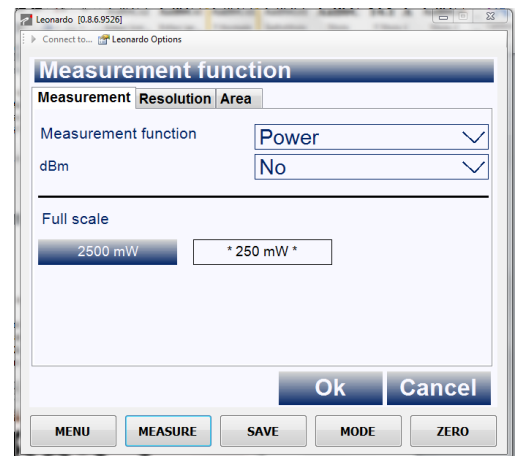 Leonardo [0.8.6.9526]
Connect to... Leonardo Options
Measurement function
Measurement Resolution Area
Measurement function Power
dBm No
Full scale
2500 mW * 250 mW *
Ok Cancel
MENU MEASURE SAVE MODE ZERO